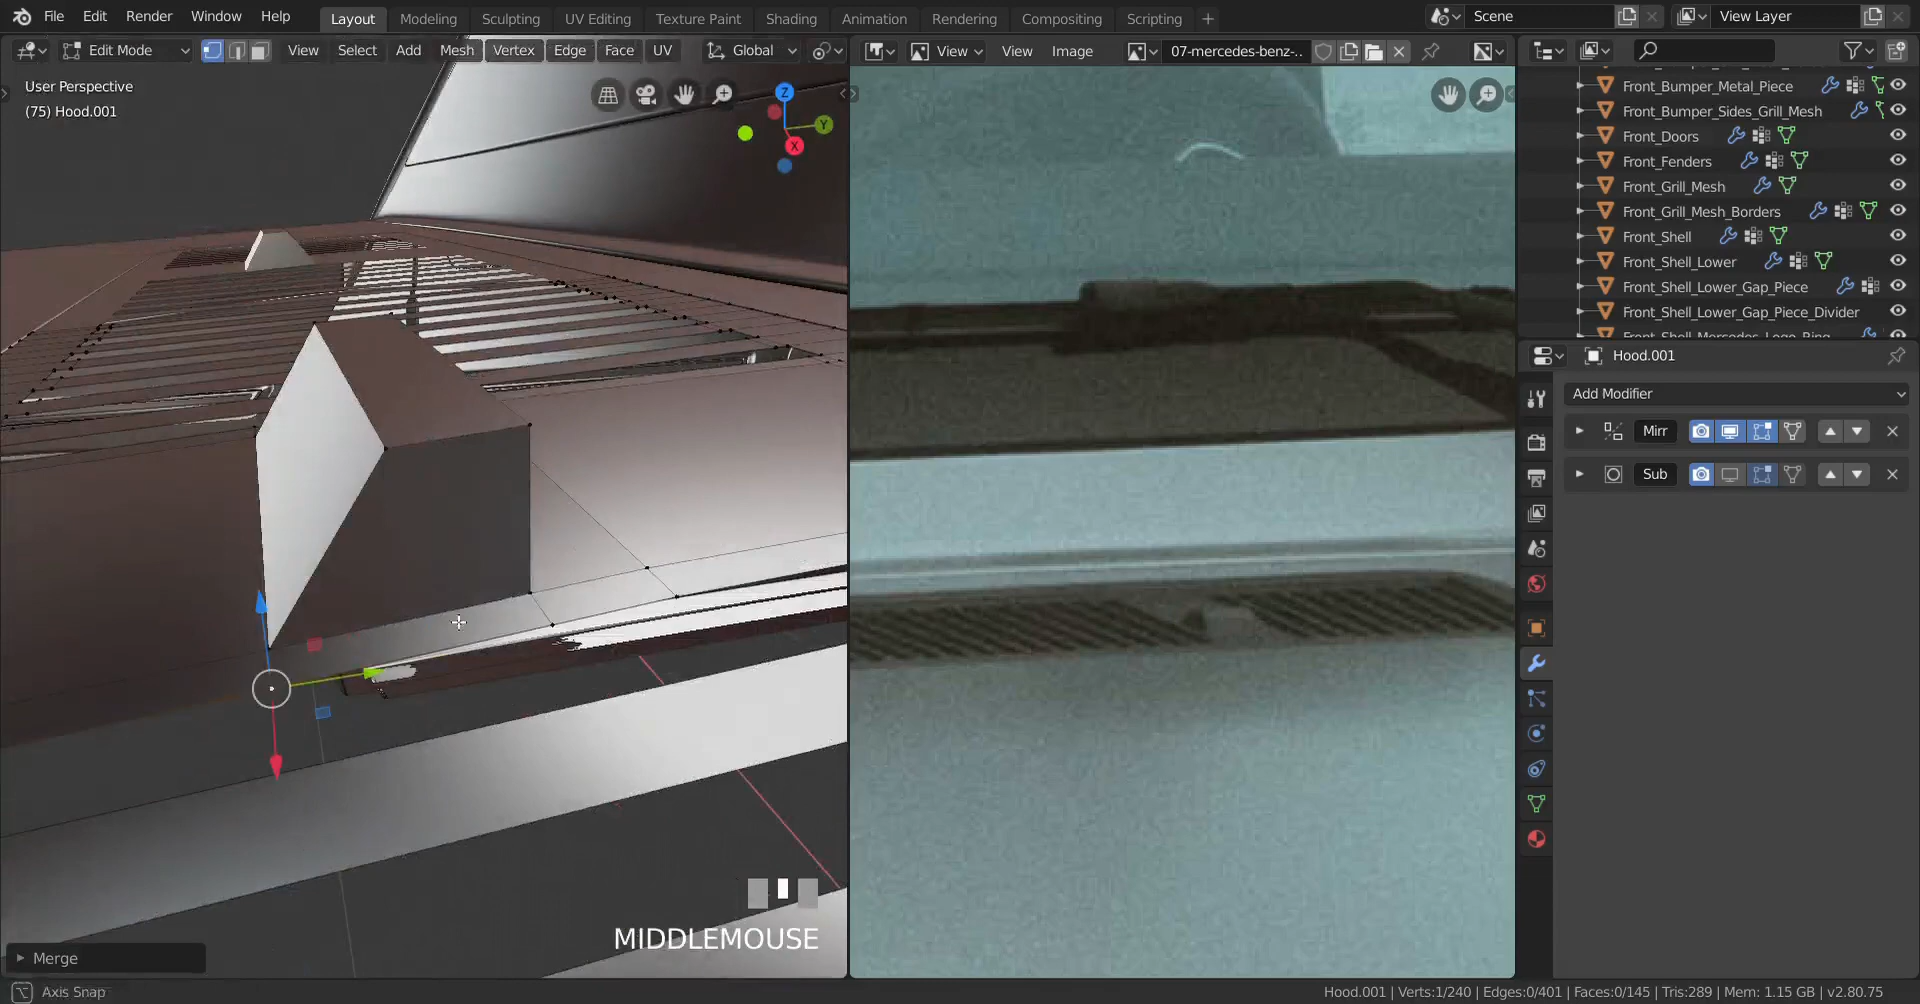 File Edit Render Window Help Layout Modeling Sculpting UV Editing Texture Paint Shading Animation Rendering Compositing Scripting + Scene View Layer
Edit Mode View Select Add Mesh Vertex Edge Face UV Global View View Image 07-mercedes-benz-..
User Perspective
(75) Hood.001
Z
Y
X
Front_Bumper_Metal_Piece
Front_Bumper_Sides_Grill_Mesh
Front_Doors
Front_Fenders
Front_Grill_Mesh
Front_Grill_Mesh_Borders
Front_Shell
Front_Shell_Lower
Front_Shell_Lower_Gap_Piece
Front_Shell_Lower_Gap_Piece_Divider
Front_Shell_Mercedes_Logo_Ring
Hood.001
Add Modifier
Mirr
Sub
MIDDLEMOUSE
Merge
Axis Snap
Hood.001 | Verts:1/240 | Edges:0/401 | Faces:0/145 | Tris:289 | Mem: 1.15 GB | v2.80.75